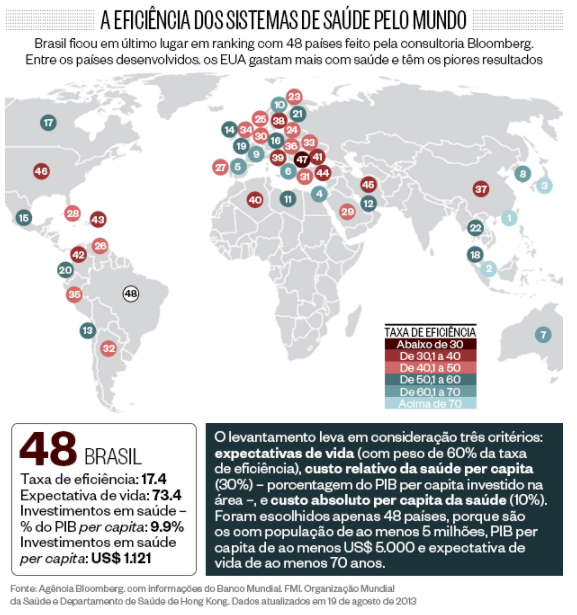 A EFICIÊNCIA DOS SISTEMAS DE SAÚDE PELO MUNDO
Brasil ficou em último lugar em ranking com 48 países feito pela consultoria Bloomberg.
Entre os países desenvolvidos, os EUA gastam mais com saúde e têm os piores resultados
23
10
17
25
38
21
14
34
24
30
16
19
36
33
9
39
47
41
46
27
5
6
31
44
8
45
37
3
4
15
28
43
40
11
29
12
1
26
42
22
20
18
2
48
35
13
7
32
TAXA DE EFICIÊNCIA
Abaixo de 30
De 30,1 a 40
De 40,1 a 50
De 50,1 a 60
De 60,1 a 70
Acima de 70
48 BRASIL
Taxa de eficiência: 17.4
Expectativa de vida: 73.4
Investimentos em saúde –
% do PIB per capita: 9.9%
Investimentos em saúde
per capita: US$ 1.121
O levantamento leva em consideração três critérios:
expectativas de vida (com peso de 60% da taxa
de eficiência), custo relativo da saúde per capita
(30%) – porcentagem do PIB per capita investido na
área –, e custo absoluto per capita da saúde (10%).
Foram escolhidos apenas 48 países, porque são
os com população de ao menos 5 milhões, PIB per
capita de ao menos US$ 5.000 e expectativa de
vida de ao menos 70 anos.
Fonte: Agência Bloomberg, com informações do Banco Mundial, FMI, Organização Mundial
da Saúde e Departamento de Saúde de Hong Kong. Dados atualizados em 19 de agosto de 2013